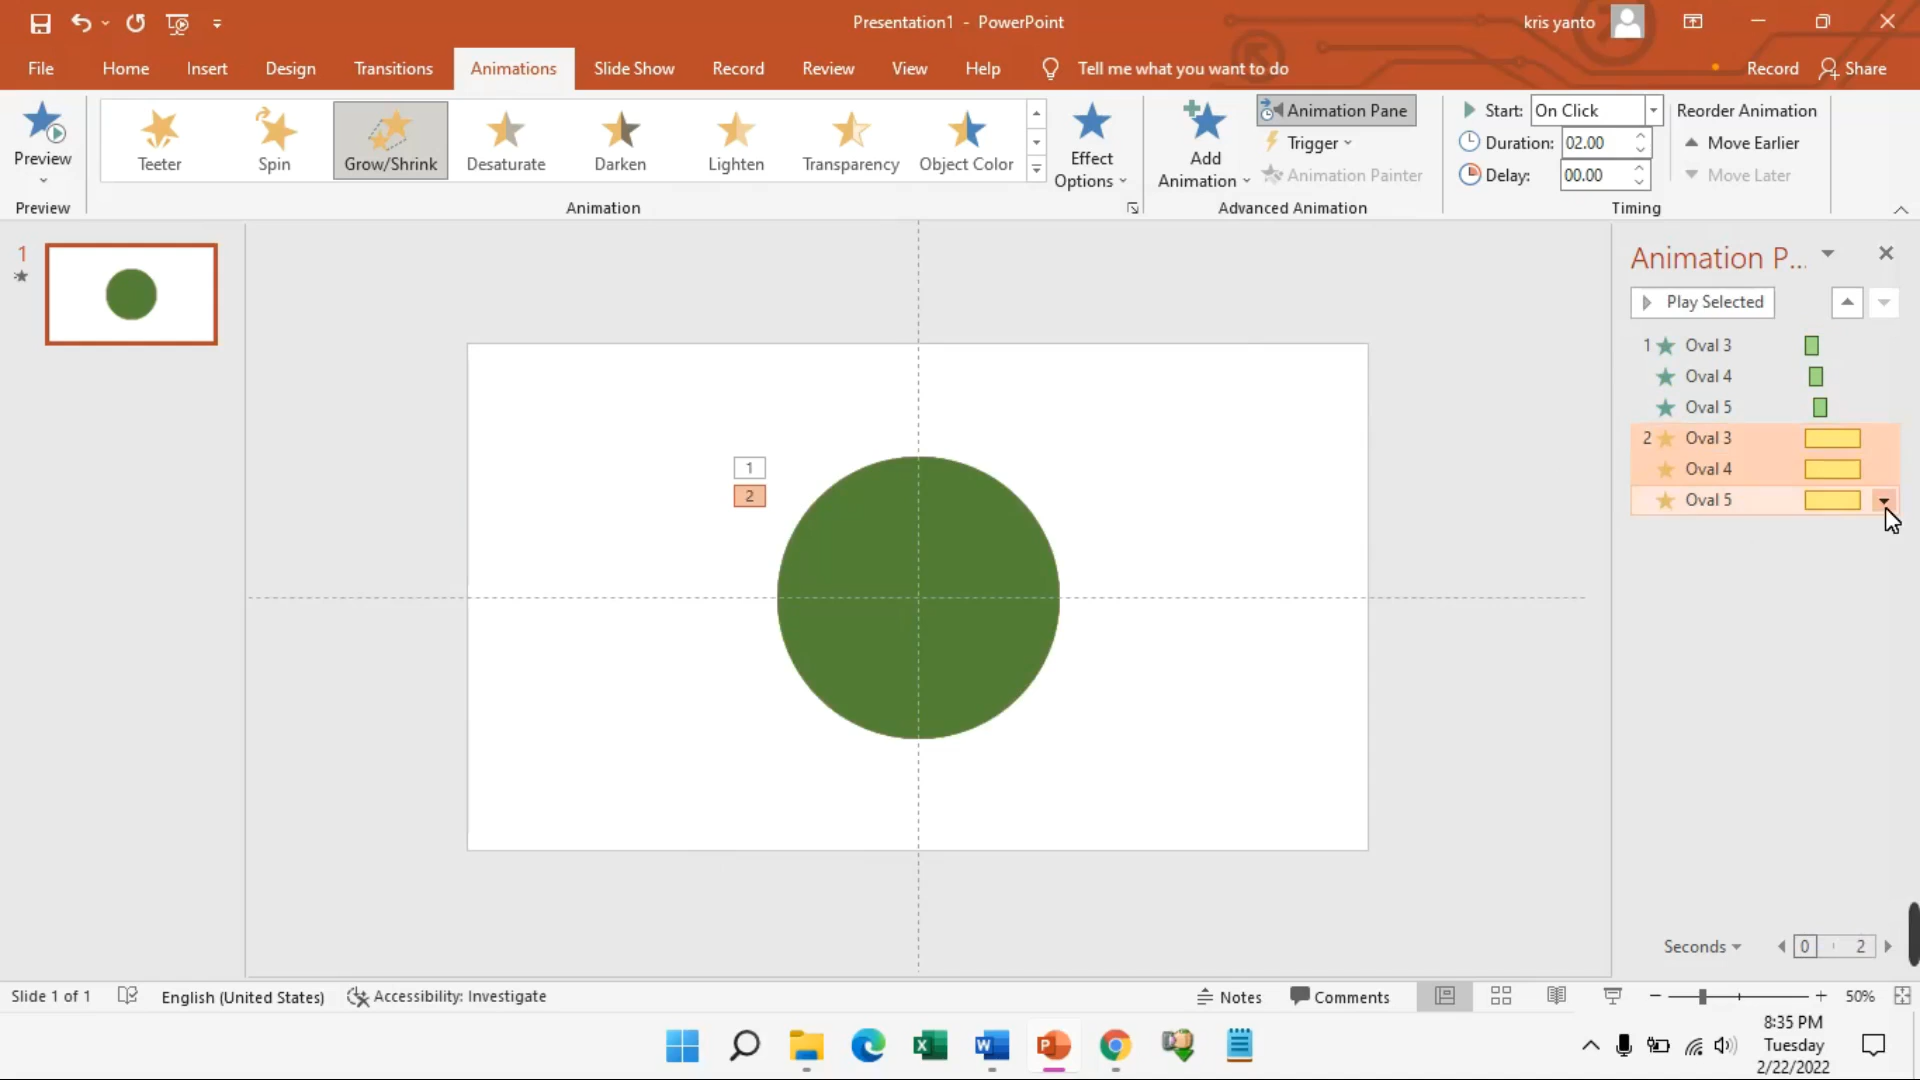 Presentation1 - PowerPoint
kris yanto
File Home Insert Design Transitions Animations Slide Show Record Review View Help Tell me what you want to do Record Share
Preview
Teeter Spin Grow/Shrink Desaturate Darken Lighten Transparency Object Color
Effect
Options
Add
Animation
Animation Pane
Trigger
Animation Painter
Start: On Click
Duration: 02.00
Delay: 00.00
Reorder Animation
Move Earlier
Move Later
Preview Animation Advanced Animation Timing
1
1
2
Animation P...
Play Selected
1 Oval 3
Oval 4
Oval 5
2 Oval 3
Oval 4
Oval 5
Seconds 0 2
Slide 1 of 1 English (United States) Accessibility: Investigate Notes Comments 50%
8:35 PM
Tuesday
2/22/2022